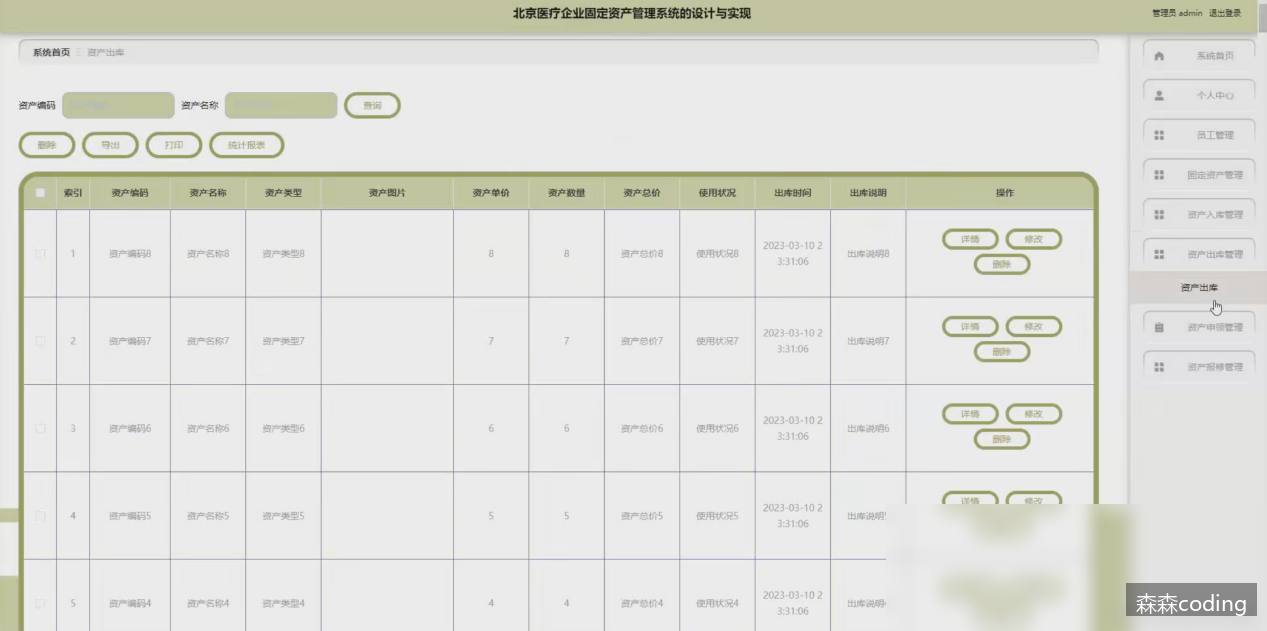 北京医疗企业固定资产管理系统的设计与实现
管理员 admin 退出登录
系统首页 资产出库
资产编码 资产名称 查询
删除 导出 打印 统计报表
索引 资产编码 资产名称 资产类型 资产图片 资产单价 资产数量 资产总价 使用状况 出库时间 出库说明 操作
1 资产编码8 资产名称8 资产类型8 8 8 资产总价8 使用状况8 2023-03-10 2 出库说明8 详情 修改
3:31:06 删除
2 资产编码7 资产名称7 资产类型7 7 7 资产总价7 使用状况7 2023-03-10 2 出库说明7 详情 修改
3:31:06 删除
3 资产编码6 资产名称6 资产类型6 6 6 资产总价6 使用状况6 2023-03-10 2 出库说明6 详情 修改
3:31:06 删除
4 资产编码5 资产名称5 资产类型5 5 5 资产总价5 使用状况5 2023-03-10 2 出库说明 详情 修改
3:31:06
5 资产编码4 资产名称4 资产类型4 4 4 资产总价4 使用状况4 2023-03-10 2 出库说明
3:31:06
系统首页
个人中心
员工管理
固定资产管理
资产入库管理
资产出库管理
资产出库
资产申领管理
资产报修管理
森森coding